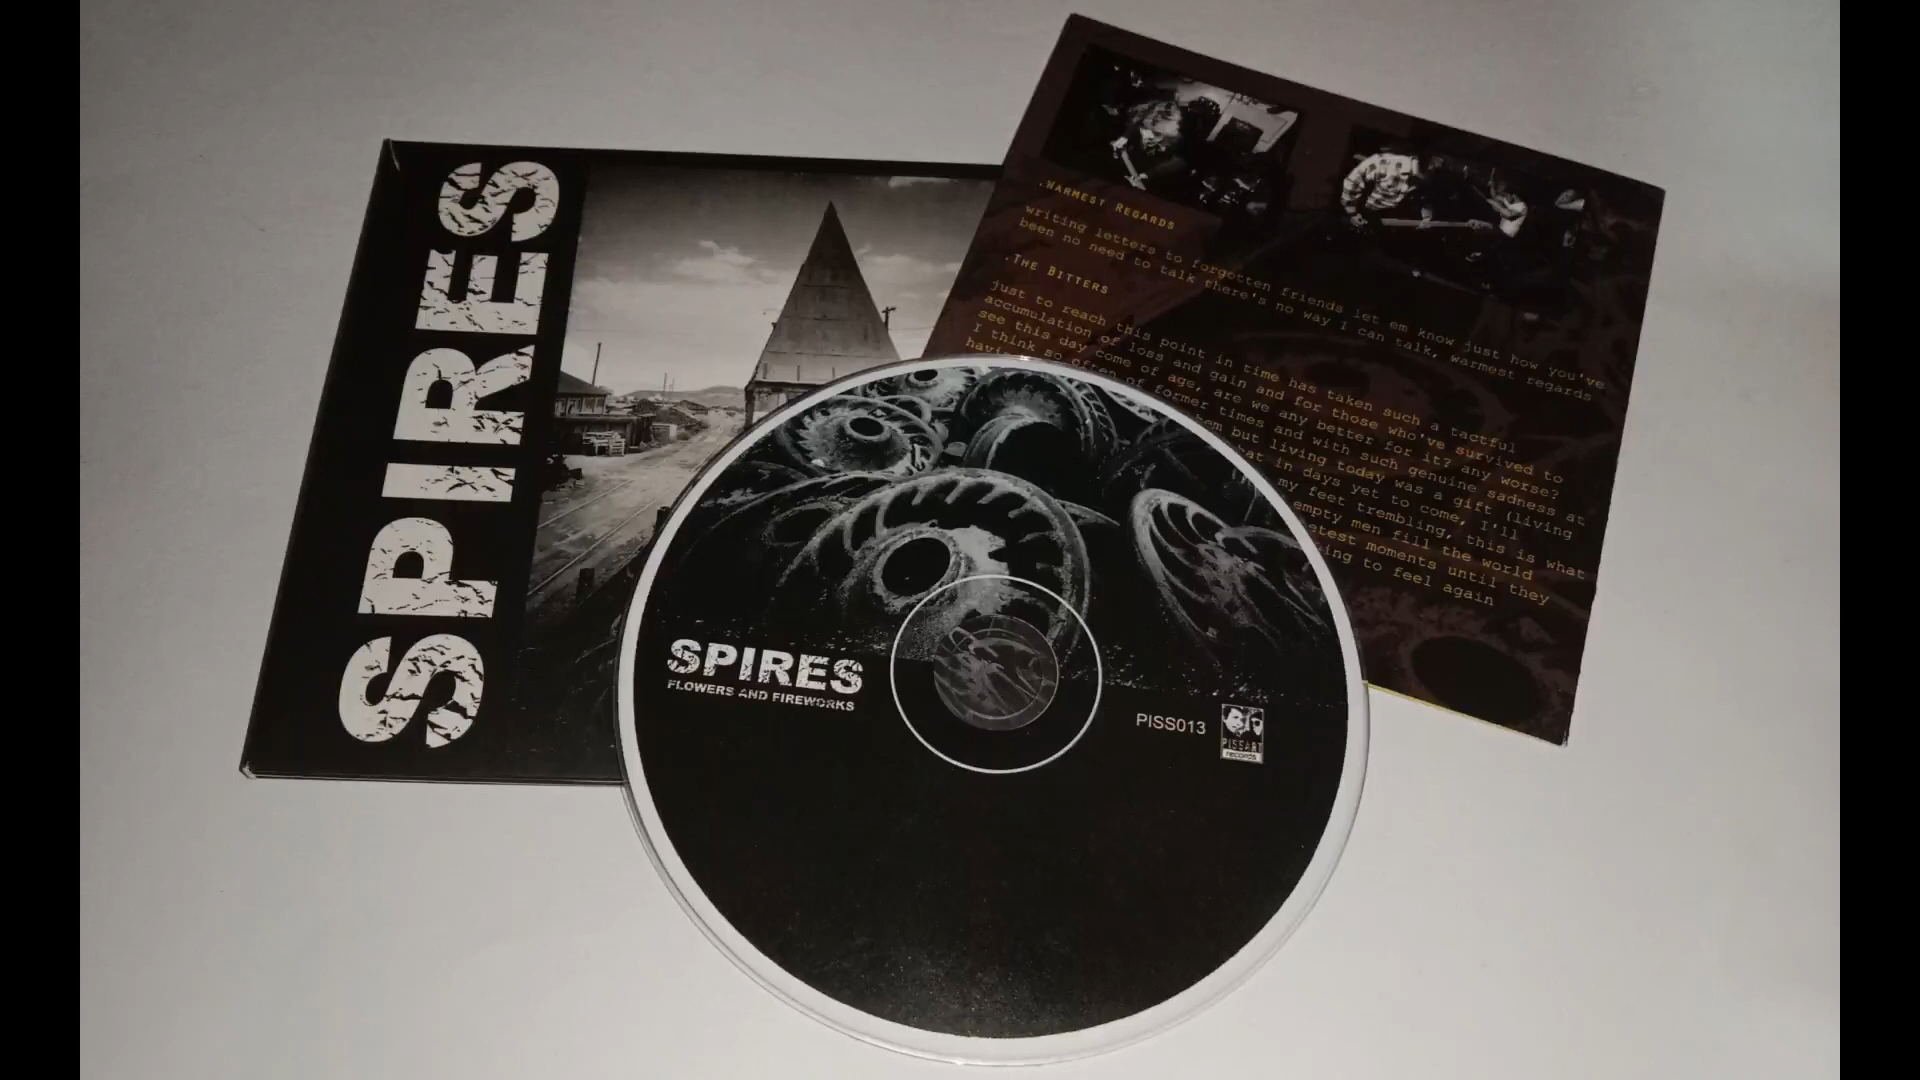 SPIRES
.WARMEST REGARDS
writing letters to forgotten friends let em know just how you've
been no need to talk there's no way I can talk, warmest regards
.THE BITTERS
just to reach this point in time has taken such a tactful
accumulation of loss and gain and for those who've survived to
see this day come of age, are we any better for it? any worse?
I think so often of former times and with such genuine sadness at
but living today was a gift (living
in days yet to come, I'll
my feet trembling, this is what
empty men fill the world
moments until they
to feel again
SPIRES
FLOWERS AND FIREWORKS
PISS013
PISSART
records